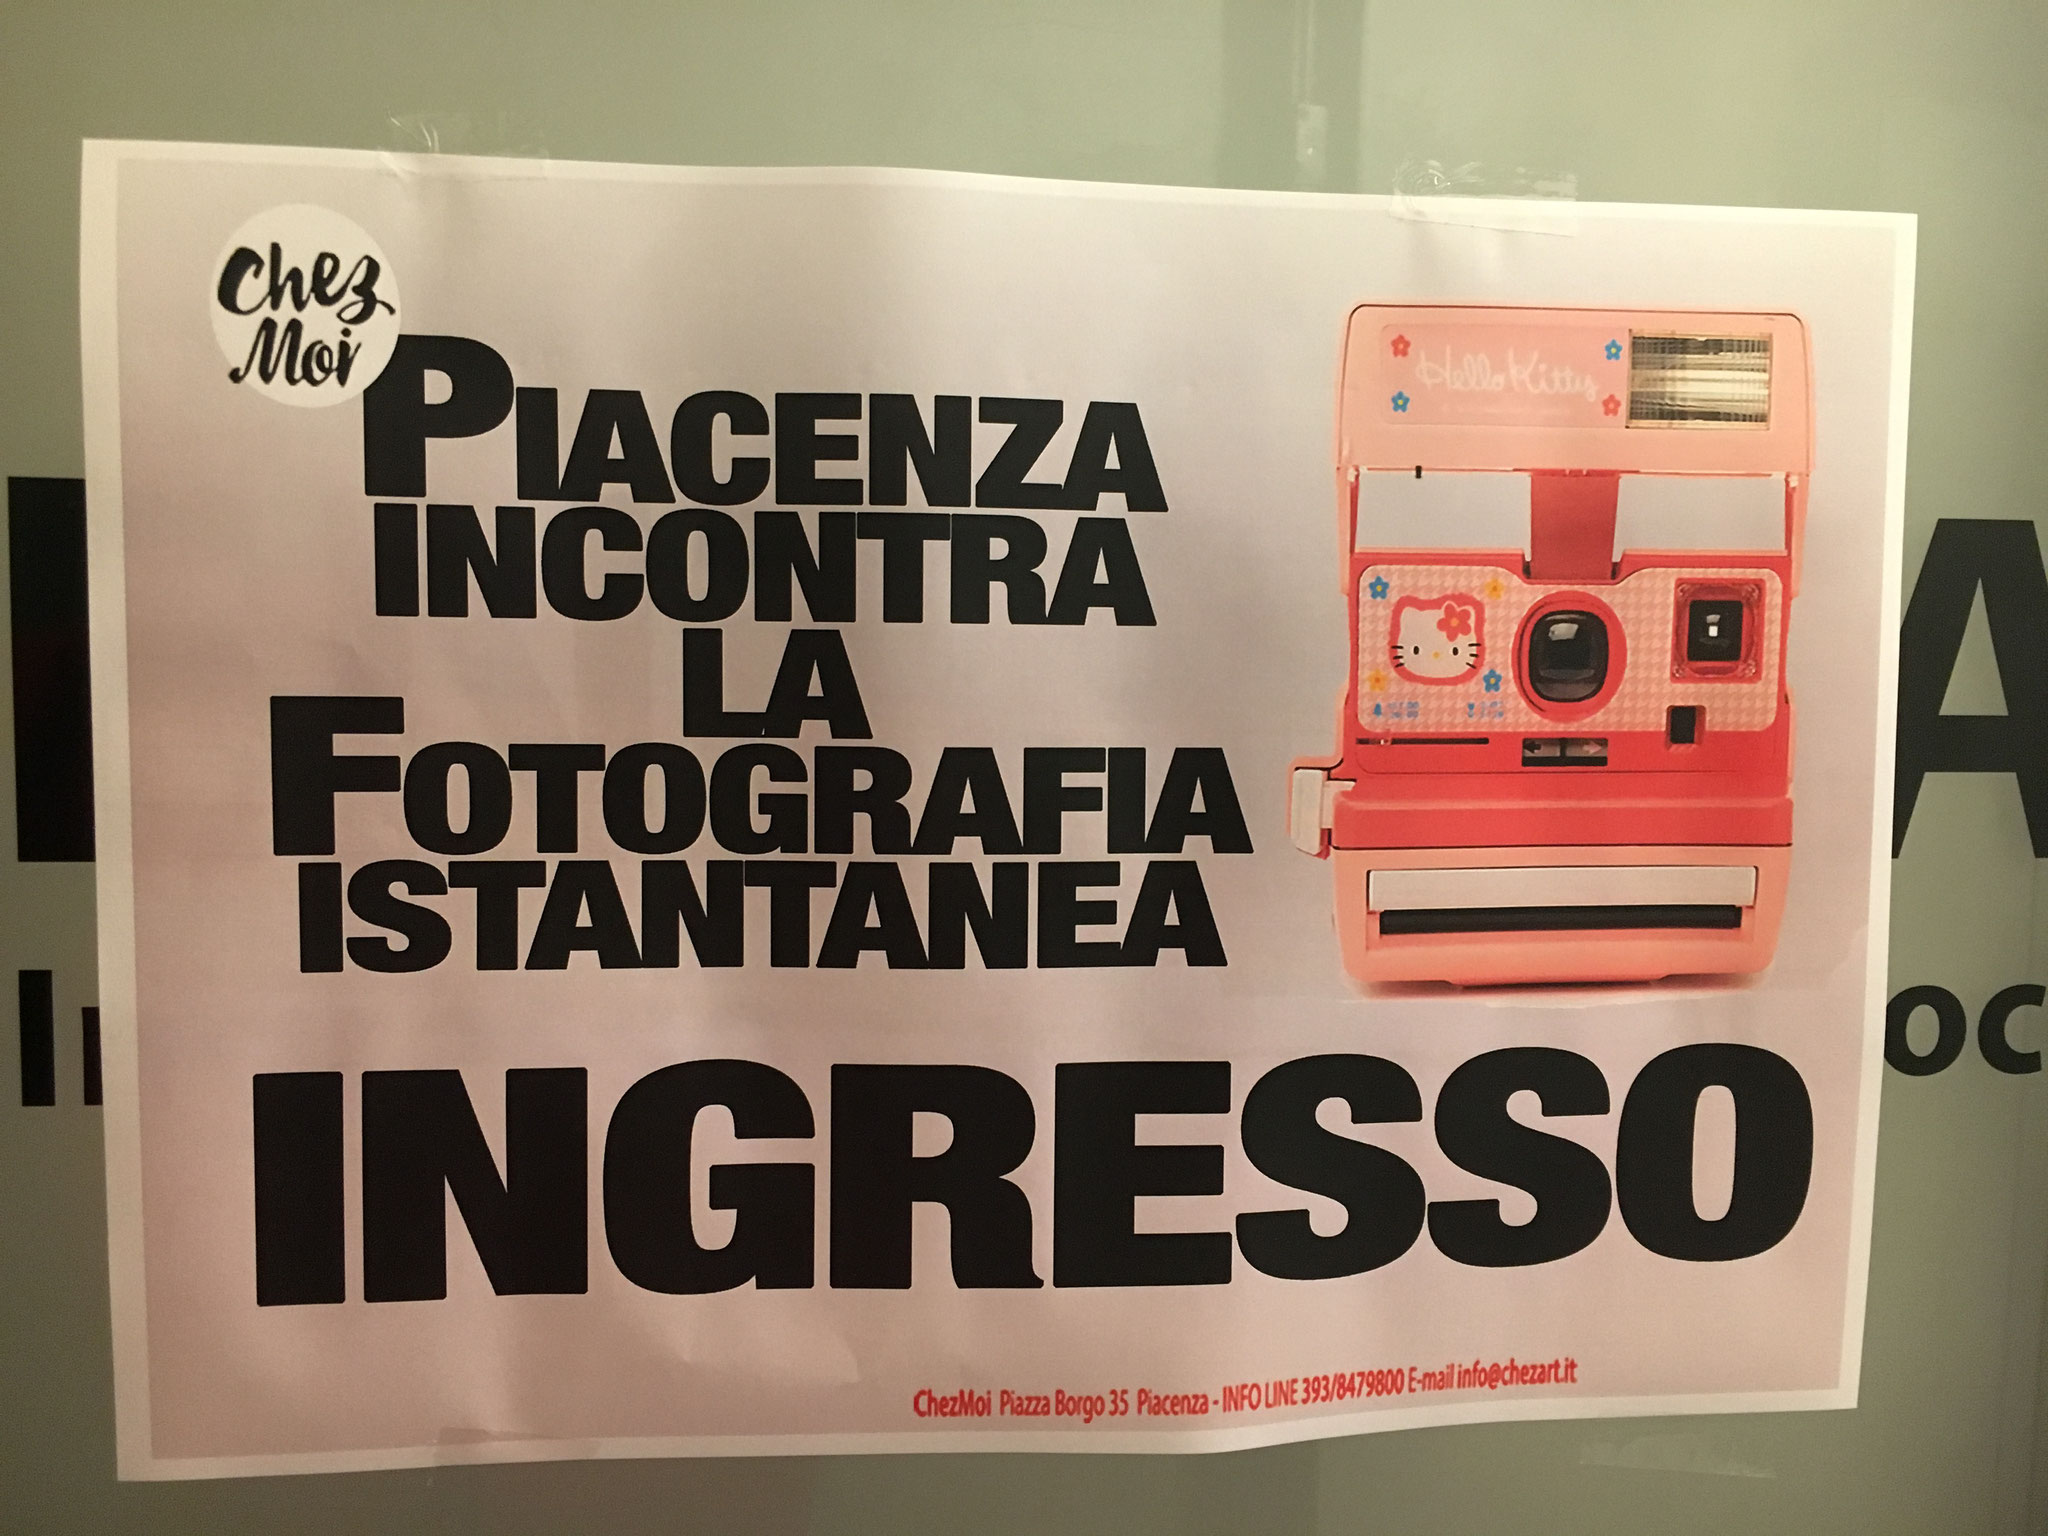 Chez
Moi
PIACENZA
INCONTRA
LA
FOTOGRAFIA
ISTANTANEA
Hello Kitty
INGRESSO
ChezMoi Piazza Borgo 35 Piacenza - INFO LINE 393/8479800 E-mail info@chezart.it
A
oc